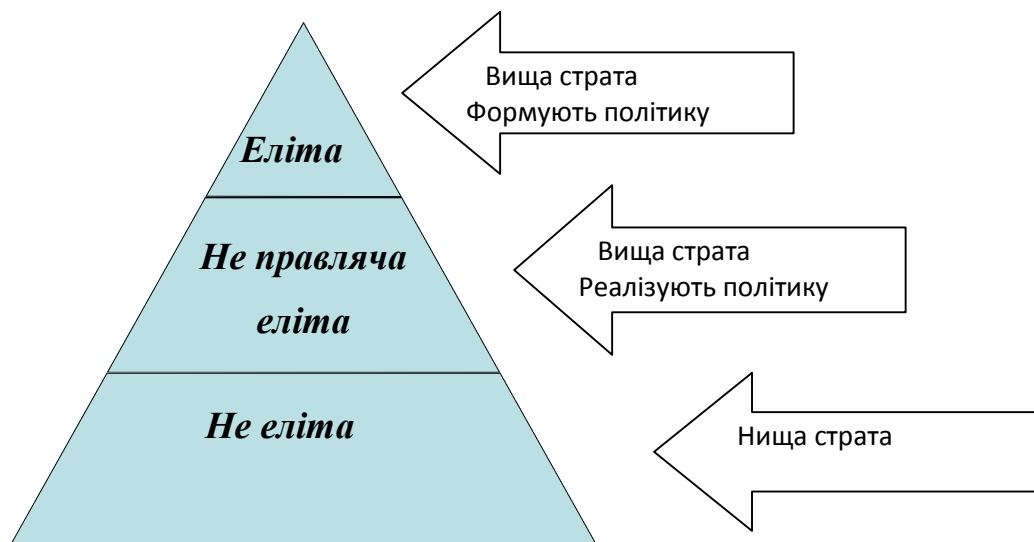 Еліта
Вища страта
Формують політику
Не правляча
еліта
Вища страта
Реалізують політику
Не еліта
Нища страта